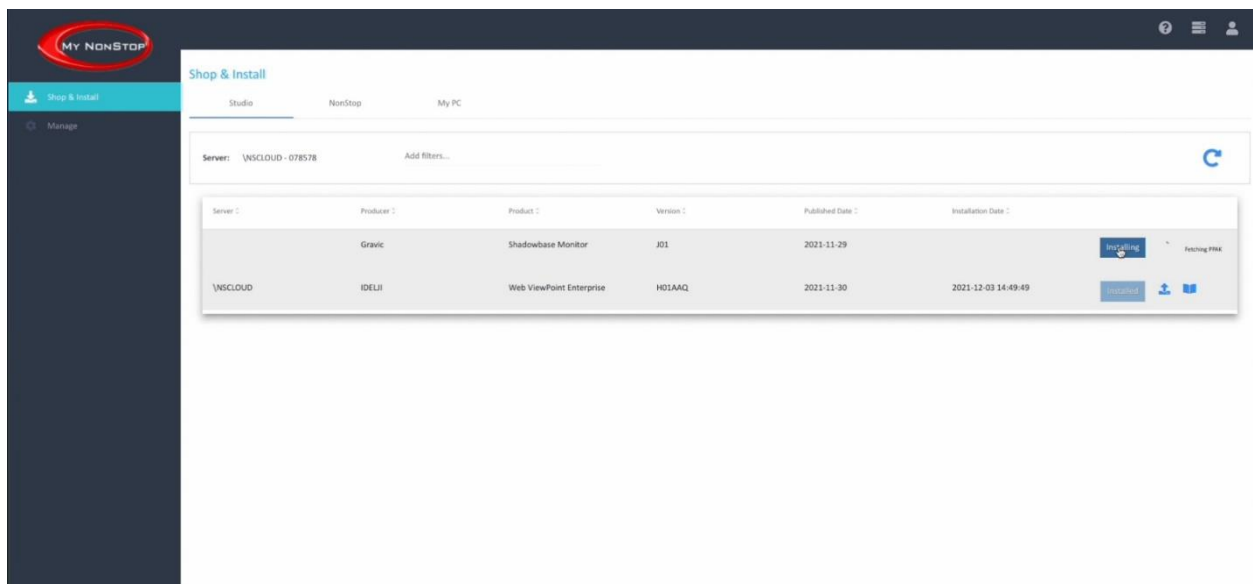 MY NONSTOP
Shop & Install
Manage
Shop & Install
Studio NonStop My PC
Server: \NSCLOUD - 078578 Add filters...
Server Producer Product Version Published Date Installation Date
Gravic Shadowbase Monitor J01 2021-11-29 Installing Fetching PPAK
\NSCLOUD IDELJI Web ViewPoint Enterprise H01AAQ 2021-11-30 2021-12-03 14:49:49 Installed